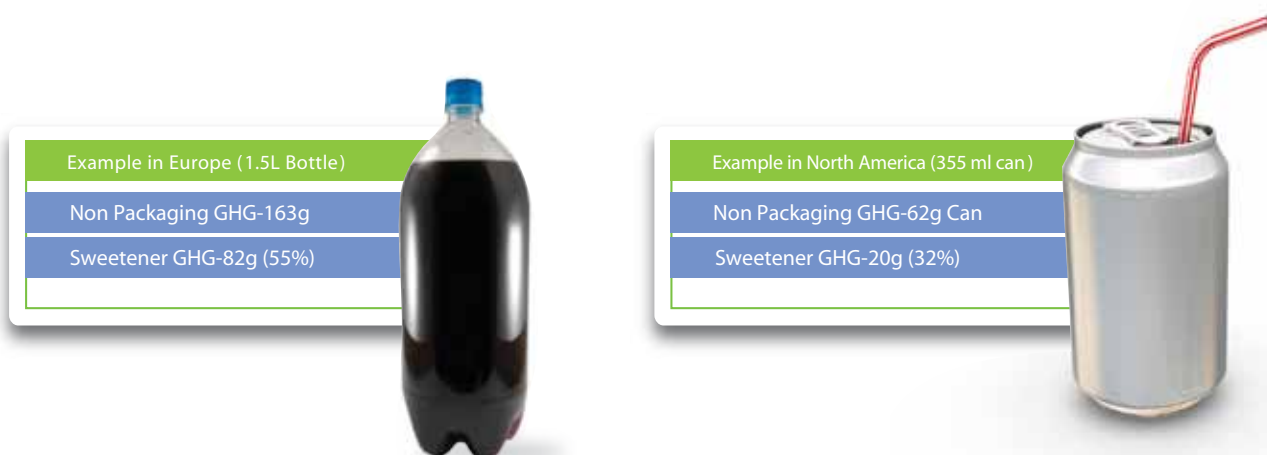 Example in Europe (1.5L Bottle)
Non Packaging GHG-163g
Sweetener GHG-82g (55%)
Example in North America (355 ml can)
Non Packaging GHG-62g Can
Sweetener GHG-20g (32%)